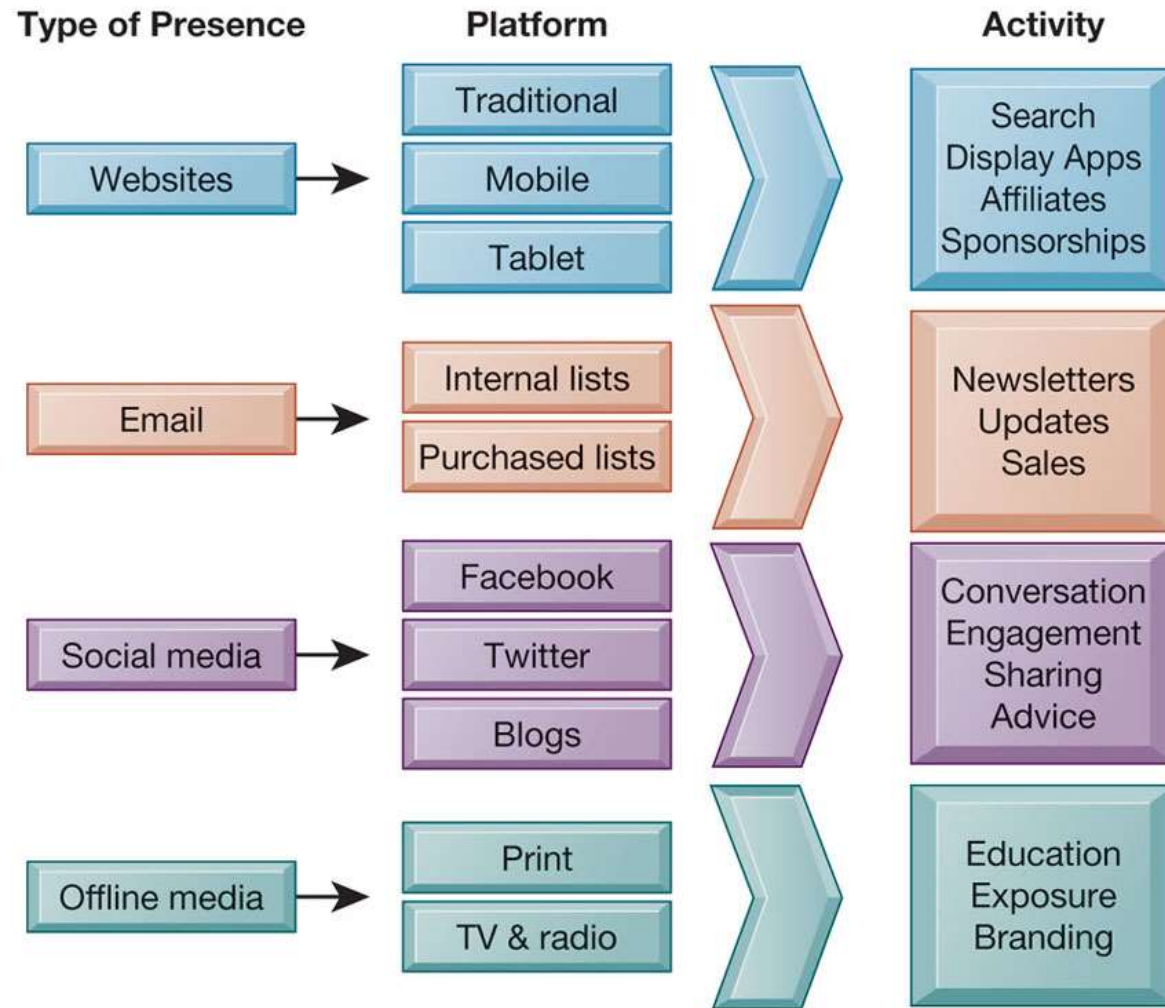 Type of Presence
Platform
Activity
Websites
Traditional
Mobile
Tablet
Search
Display Apps
Affiliates
Sponsorships
Email
Internal lists
Purchased lists
Newsletters
Updates
Sales
Social media
Facebook
Twitter
Blogs
Conversation
Engagement
Sharing
Advice
Offline media
Print
TV & radio
Education
Exposure
Branding